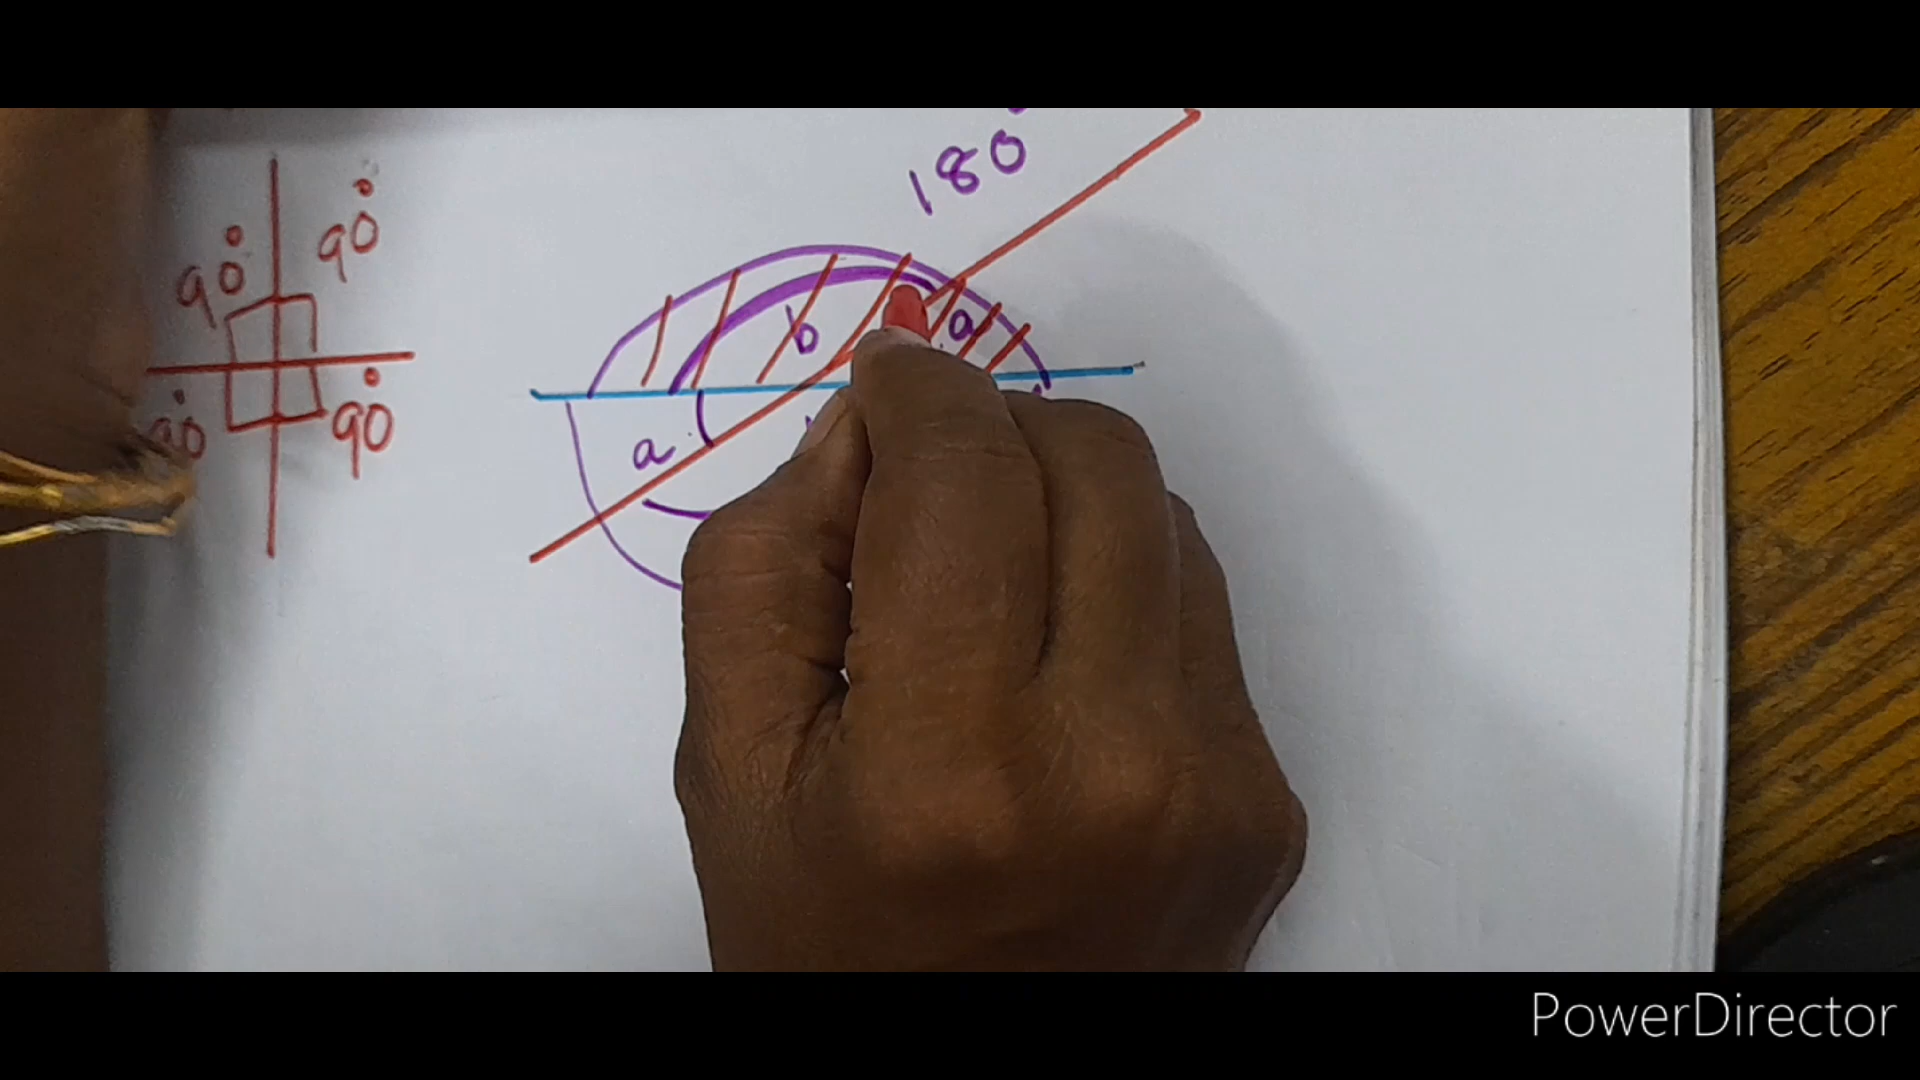 180°
90° 90°
90° 90°
b a
a
PowerDirector